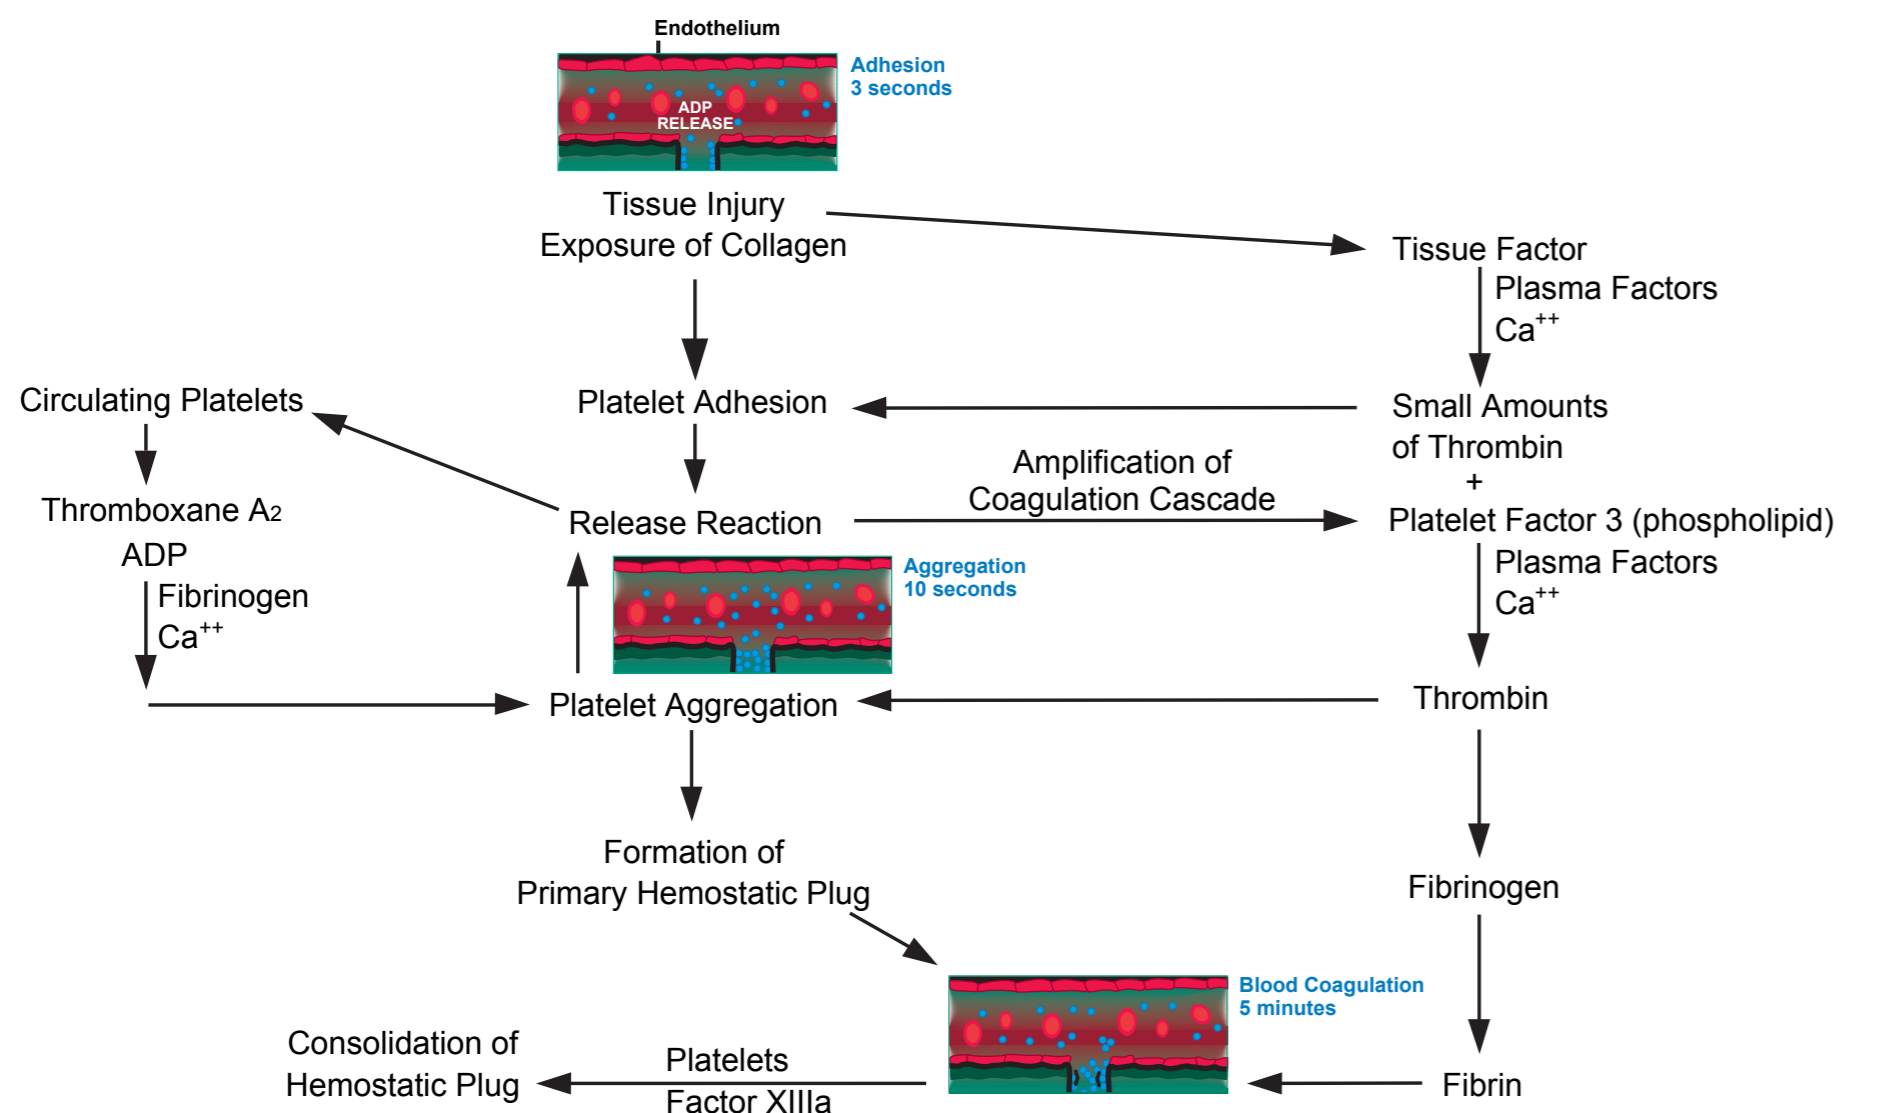 Endothelium
Adhesion
3 seconds
ADP
RELEASE
Tissue Injury
Exposure of Collagen
Tissue Factor
Plasma Factors
Ca++
Circulating Platelets
Platelet Adhesion
Small Amounts
of Thrombin
+
Amplification of
Coagulation Cascade
Thromboxane A2
ADP
Fibrinogen
Ca++
Release Reaction
Platelet Factor 3 (phospholipid)
Plasma Factors
Ca++
Aggregation
10 seconds
Platelet Aggregation
Thrombin
Formation of
Primary Hemostatic Plug
Fibrinogen
Blood Coagulation
5 minutes
Consolidation of
Hemostatic Plug
Platelets
Factor XIIIa
Fibrin